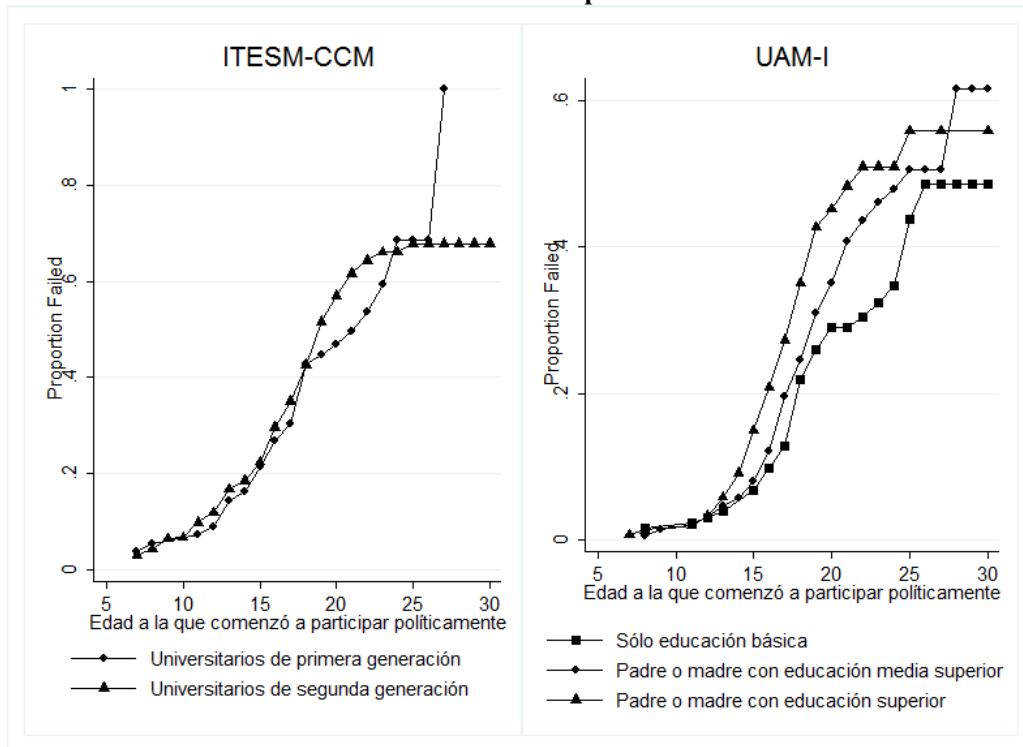 ITESM-CCM
Proportion Failed
0
.2
.4
.6
.8
1
5
10
15
20
25
30
Edad a la que comenzó a participar políticamente
Universitarios de primera generación
Universitarios de segunda generación
UAM-I
Proportion Failed
0
.2
.4
.6
5
10
15
20
25
30
Edad a la que comenzó a participar políticamente
Sólo educación básica
Padre o madre con educación media superior
Padre o madre con educación superior